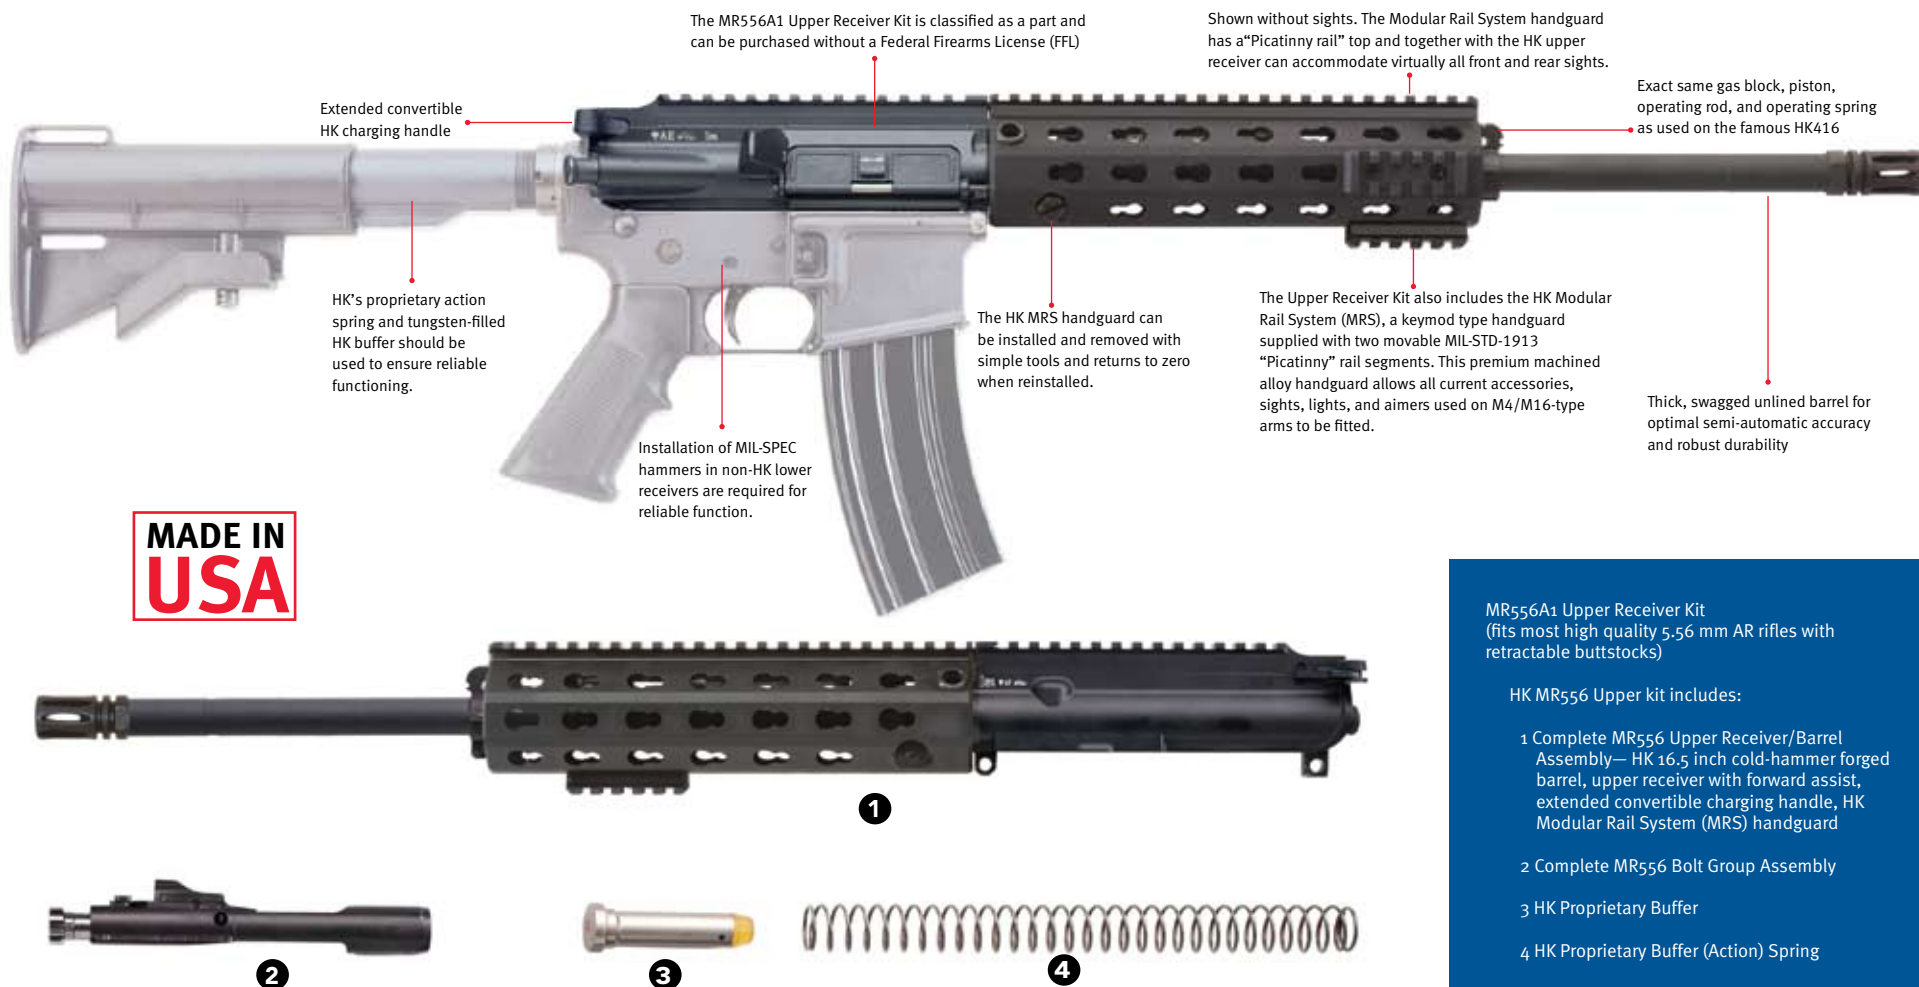 The MR556A1 Upper Receiver Kit is classified as a part and
can be purchased without a Federal Firearms License (FFL)
Shown without sights. The Modular Rail System handguard
has a“Picatinny rail” top and together with the HK upper
receiver can accommodate virtually all front and rear sights.
Extended convertible
HK charging handle
Exact same gas block, piston,
operating rod, and operating spring
as used on the famous HK416
HK’s proprietary action
spring and tungsten-filled
HK buffer should be
used to ensure reliable
functioning.
Installation of MIL-SPEC
hammers in non-HK lower
receivers are required for
reliable function.
The HK MRS handguard can
be installed and removed with
simple tools and returns to zero
when reinstalled.
The Upper Receiver Kit also includes the HK Modular
Rail System (MRS), a keymod type handguard
supplied with two movable MIL-STD-1913
“Picatinny” rail segments. This premium machined
alloy handguard allows all current accessories,
sights, lights, and aimers used on M4/M16-type
arms to be fitted.
Thick, swagged unlined barrel for
optimal semi-automatic accuracy
and robust durability
MADE IN
USA
1
2
3
4
MR556A1 Upper Receiver Kit
(fits most high quality 5.56 mm AR rifles with
retractable buttstocks)
HK MR556 Upper kit includes:
1 Complete MR556 Upper Receiver/Barrel
Assembly— HK 16.5 inch cold-hammer forged
barrel, upper receiver with forward assist,
extended convertible charging handle, HK
Modular Rail System (MRS) handguard
2 Complete MR556 Bolt Group Assembly
3 HK Proprietary Buffer
4 HK Proprietary Buffer (Action) Spring